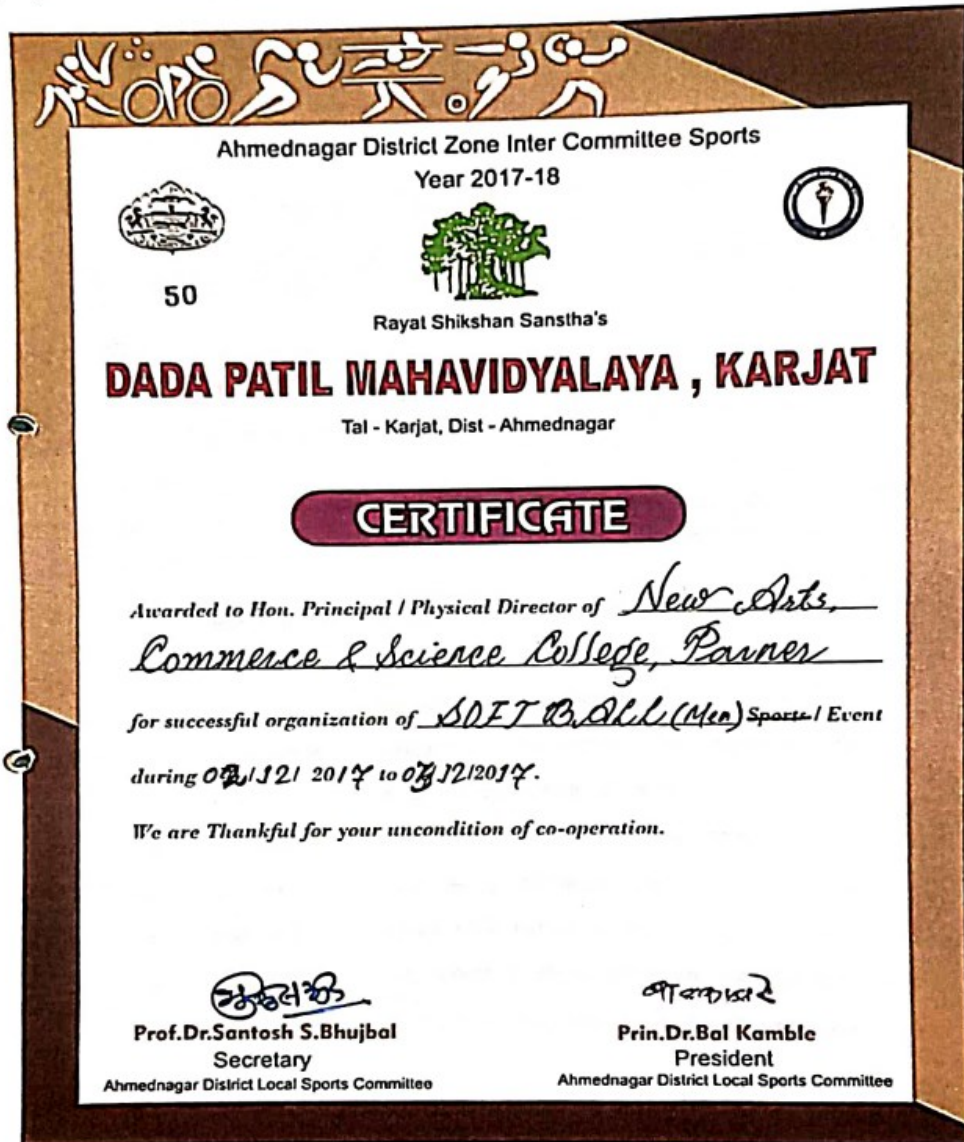 Ahmednagar District Zone Inter Committee Sports
Year 2017-18
50
Rayat Shikshan Sanstha's
DADA PATIL MAHAVIDYALAYA , KARJAT
Tal - Karjat, Dist - Ahmednagar
CERTIFICATE
Awarded to Hon. Principal / Physical Director of New Arts,
Commerce & Science College, Parner
for successful organization of SOFT BALL (Men) Sports / Event
during /12/ 2017 to /12/2017.
We are Thankful for your uncondition of co-operation.
Prof.Dr.Santosh S.Bhujbal
Secretary
Ahmednagar District Local Sports Committee
Prin.Dr.Bal Kamble
President
Ahmednagar District Local Sports Committee